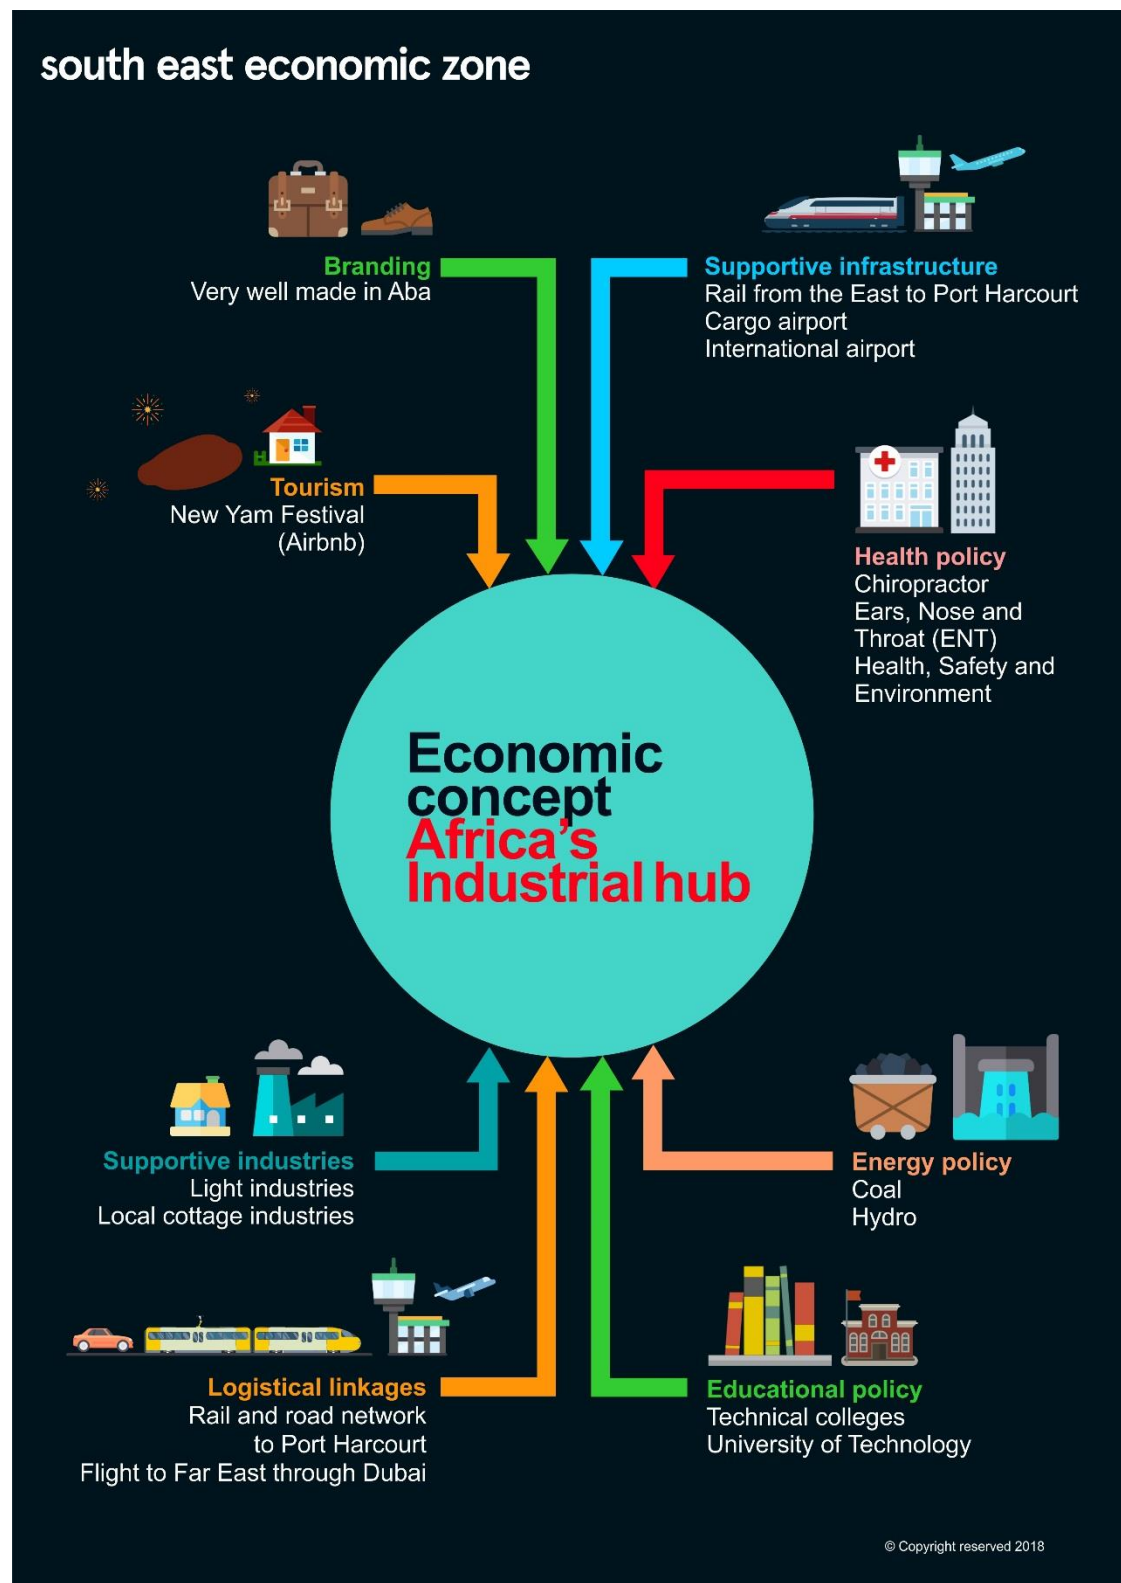 south east economic zone
Branding
Very well made in Aba
Supportive infrastructure
Rail from the East to Port Harcourt
Cargo airport
International airport
Tourism
New Yam Festival
(Airbnb)
Health policy
Chiropractor
Ears, Nose and
Throat (ENT)
Health, Safety and
Environment
Economic
concept
Africa's
Industrial hub
Supportive industries
Light industries
Local cottage industries
Energy policy
Coal
Hydro
Logistical linkages
Rail and road network
to Port Harcourt
Flight to Far East through Dubai
Educational policy
Technical colleges
University of Technology
© Copyright reserved 2018